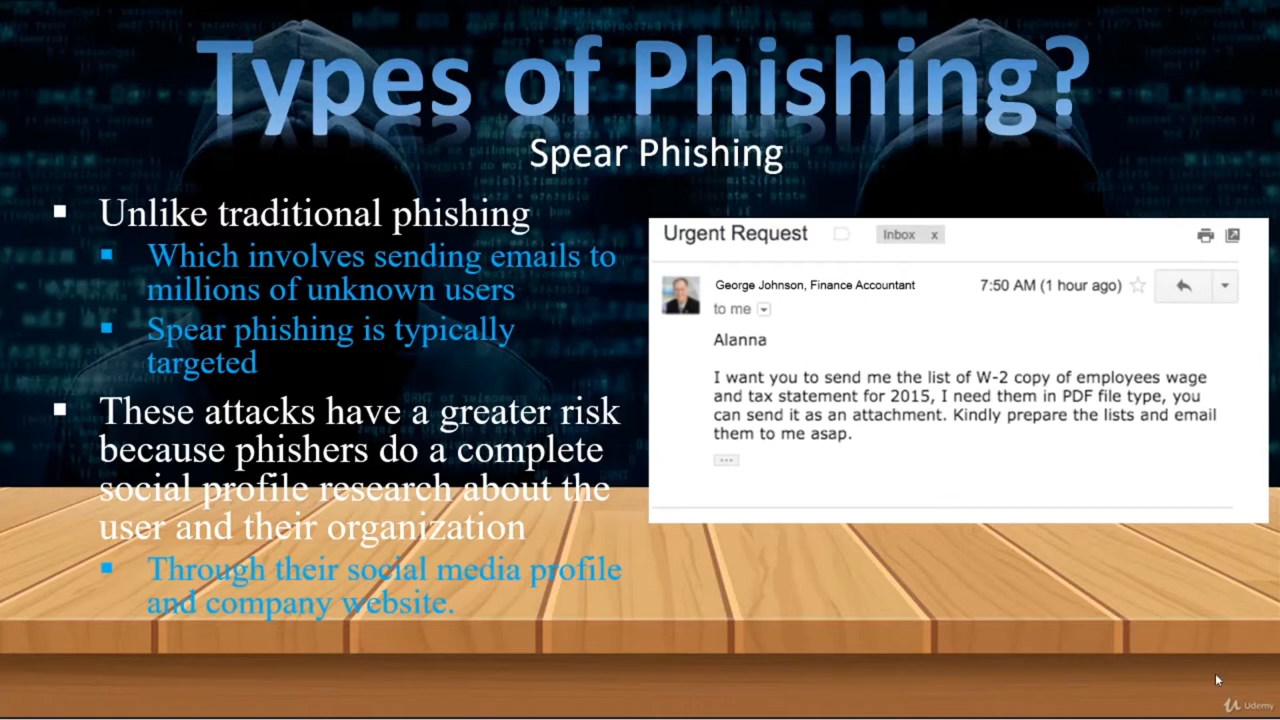 Types of Phishing?
Spear Phishing
Unlike traditional phishing
Which involves sending emails to
millions of unknown users
Spear phishing is typically
targeted
These attacks have a greater risk
because phishers do a complete
social profile research about the
user and their organization
Through their social media profile
and company website.
Urgent Request
Inbox x
George Johnson, Finance Accountant
7:50 AM (1 hour ago)
to me
Alanna
I want you to send me the list of W-2 copy of employees wage
and tax statement for 2015, I need them in PDF file type, you
can send it as an attachment. Kindly prepare the lists and email
them to me asap.
Udemy